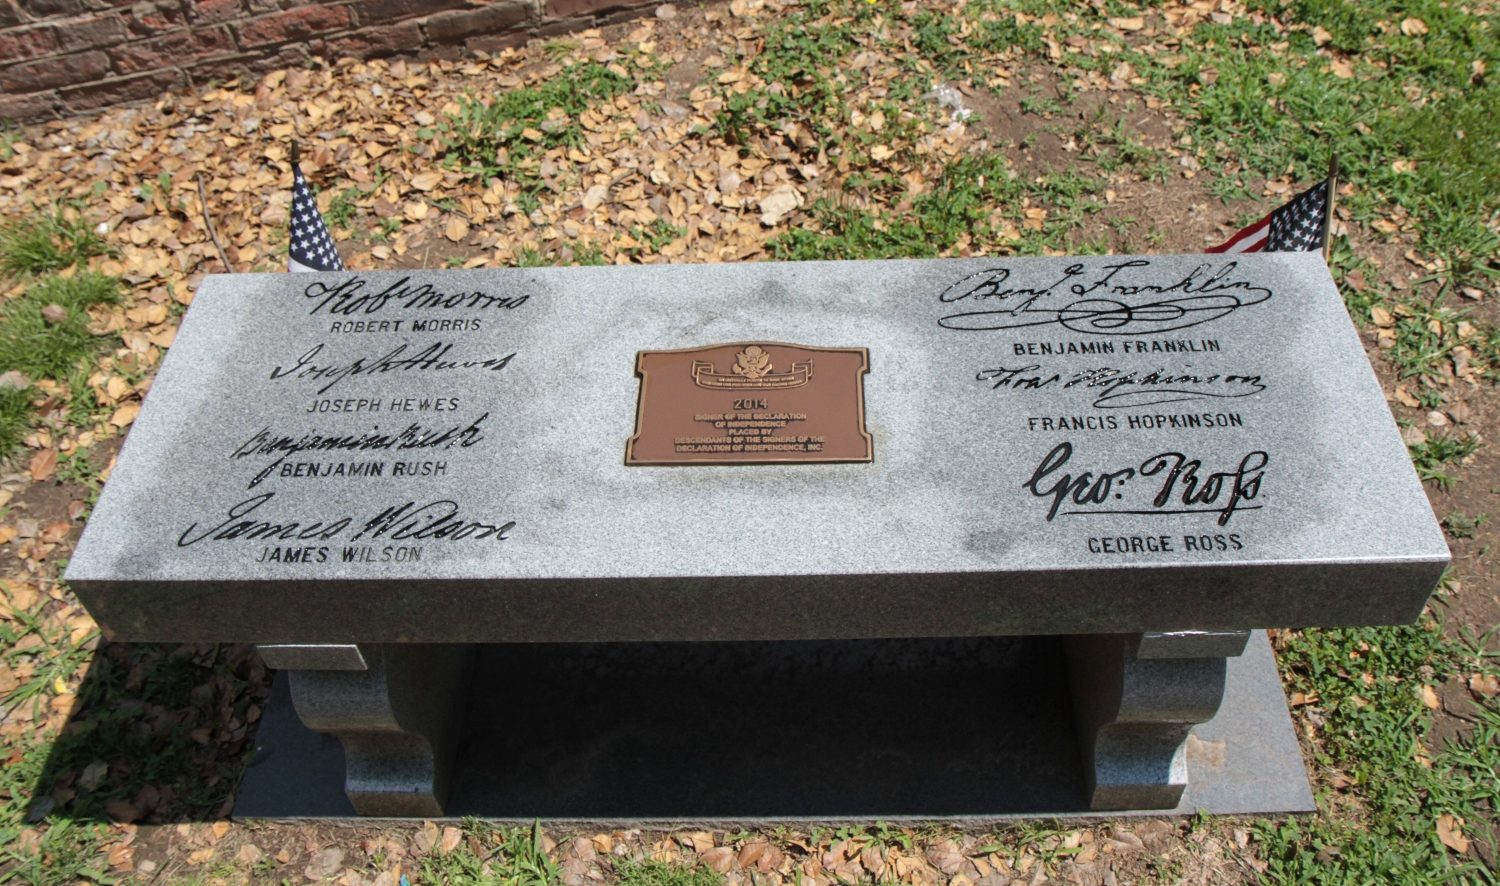 Robt Morris
ROBERT MORRIS
Joseph Hewes
JOSEPH HEWES
Benjamin Rush
BENJAMIN RUSH
James Wilson
JAMES WILSON
2014
SIGNER OF THE DECLARATION
OF INDEPENDENCE
PLACED BY
DESCENDANTS OF THE SIGNERS OF THE
DECLARATION OF INDEPENDENCE, INC.
Benj. Franklin
BENJAMIN FRANKLIN
Fras Hopkinson
FRANCIS HOPKINSON
Geo. Ross
GEORGE ROSS